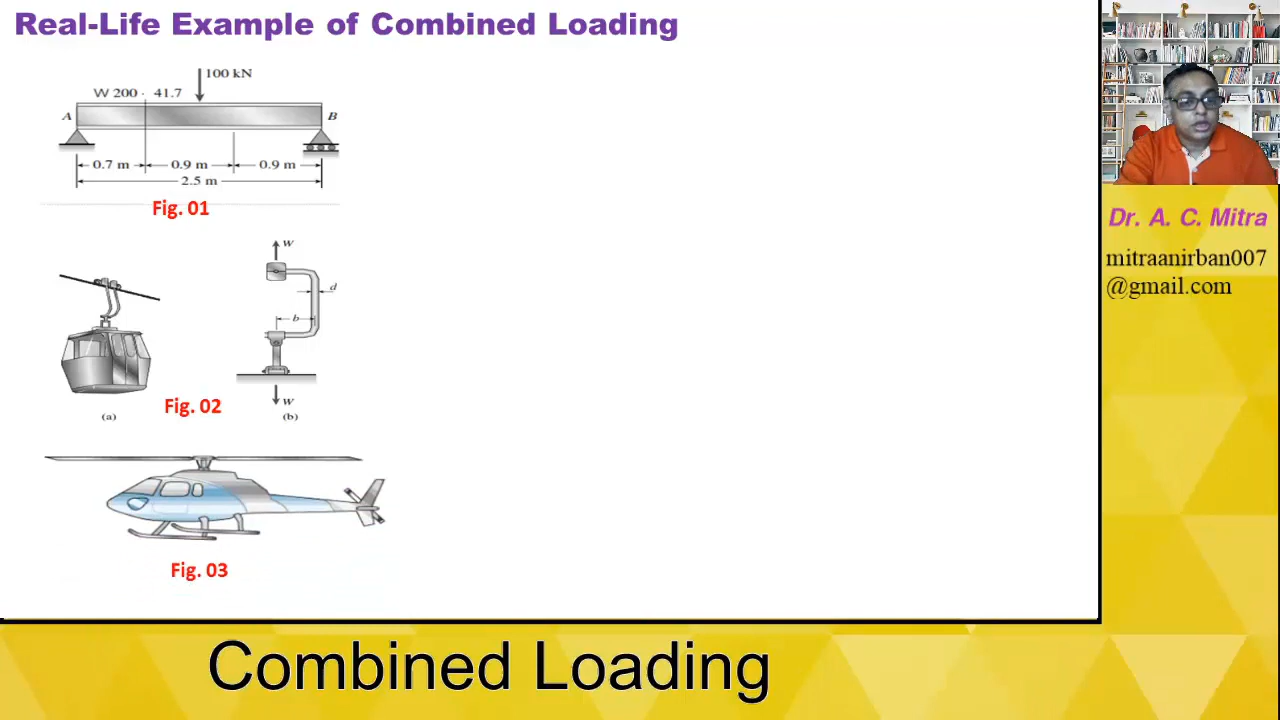 Real-Life Example of Combined Loading
100 kN
W 200 · 41.7
A
B
0.7 m
0.9 m
0.9 m
2.5 m
Fig. 01
W
d
b
W
(a)
Fig. 02
(b)
Fig. 03
Dr. A. C. Mitra
mitraanirban007
@gmail.com
Combined Loading